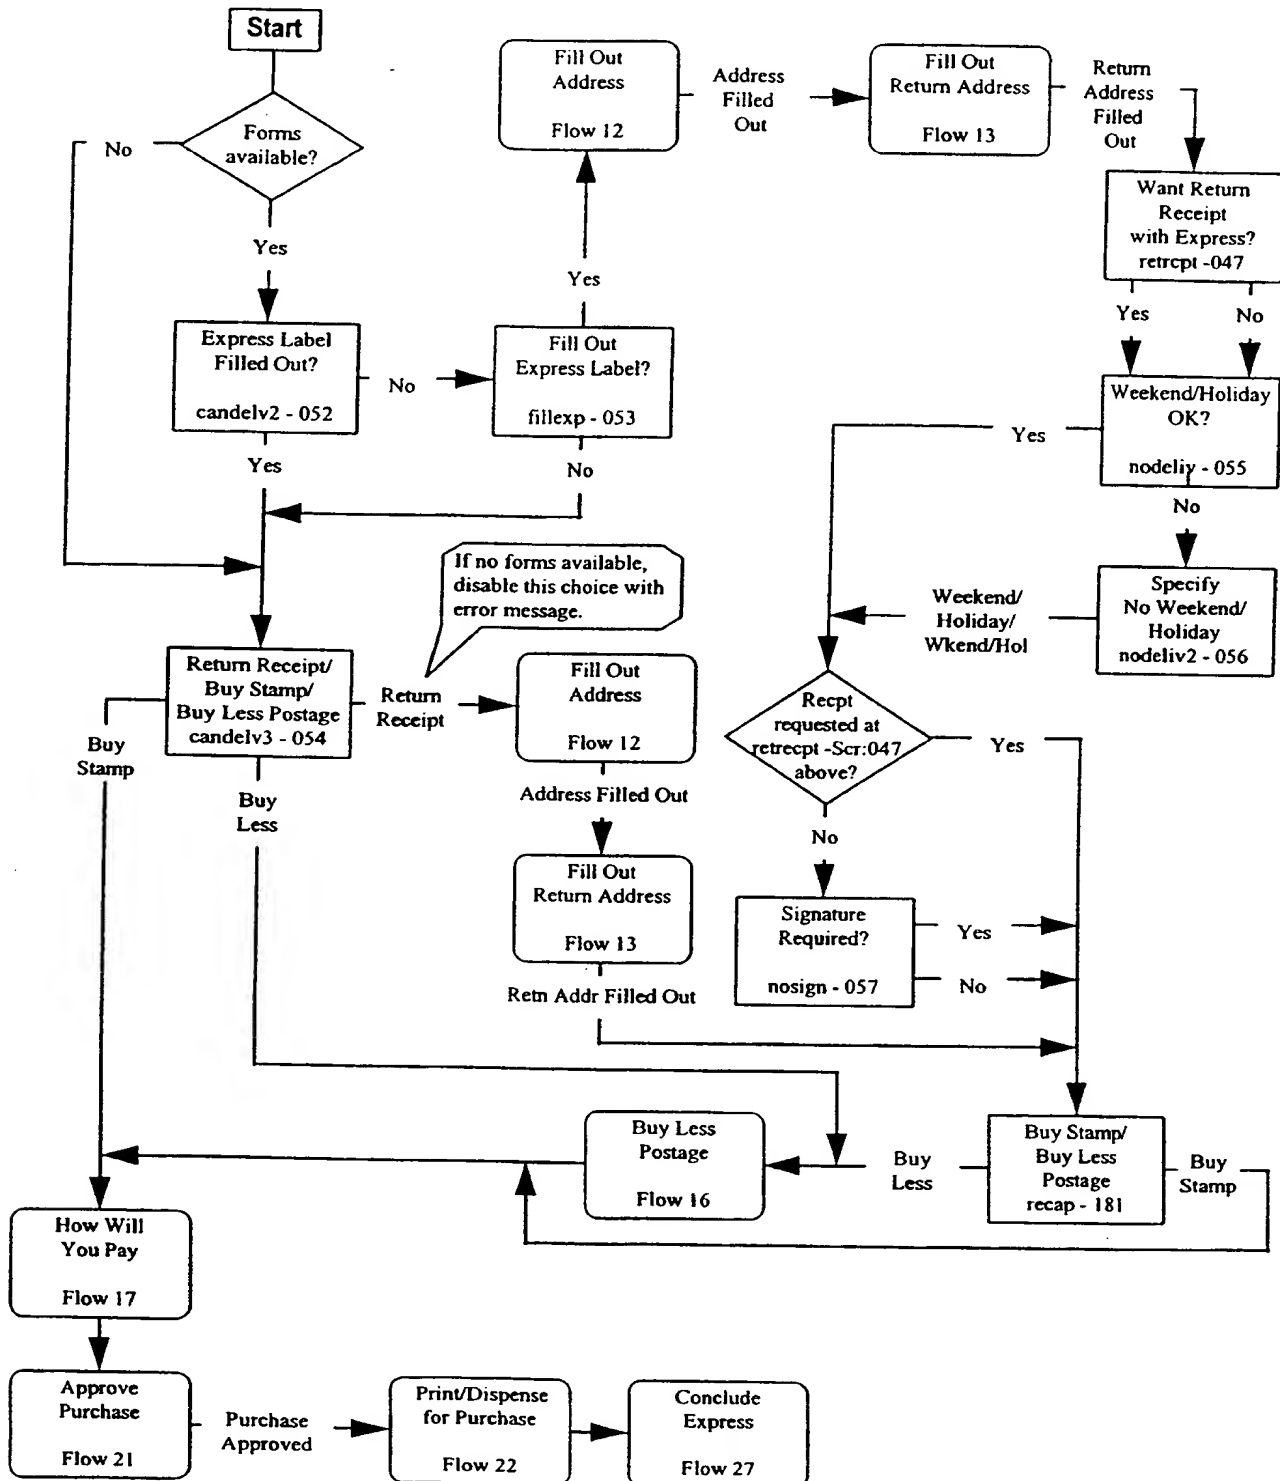 Start
Forms
available?
No
Yes
Express Label
Filled Out?
candelv2 - 052
No
Yes
Fill Out
Express Label?
fillexp - 053
Yes
No
Fill Out
Address
Flow 12
Address
Filled
Out
Fill Out
Return Address
Flow 13
Return
Address
Filled
Out
Want Return
Receipt
with Express?
retrcpt -047
Yes
No
Weekend/Holiday
OK?
nodeliv - 055
Yes
No
Specify
No Weekend/
Holiday
nodeliv2 - 056
Weekend/
Holiday/
Wkend/Hol
If no forms available,
disable this choice with
error message.
Return Receipt/
Buy Stamp/
Buy Less Postage
candelv3 - 054
Return
Receipt
Buy
Stamp
Buy
Less
Fill Out
Address
Flow 12
Address Filled Out
Fill Out
Return Address
Flow 13
Retn Addr Filled Out
Recpt
requested at
retrecpt -Scr:047
above?
Yes
No
Signature
Required?
nosign - 057
Yes
No
Buy Stamp/
Buy Less
Postage
recap - 181
Buy
Less
Buy
Stamp
Buy Less
Postage
Flow 16
How Will
You Pay
Flow 17
Approve
Purchase
Flow 21
Purchase
Approved
Print/Dispense
for Purchase
Flow 22
Conclude
Express
Flow 27